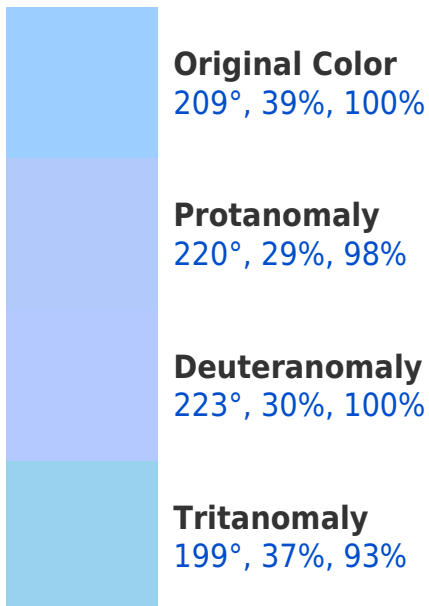 Original Color
209°, 39%, 100%
Protanomaly
220°, 29%, 98%
Deuteranomaly
223°, 30%, 100%
Tritanomaly
199°, 37%, 93%